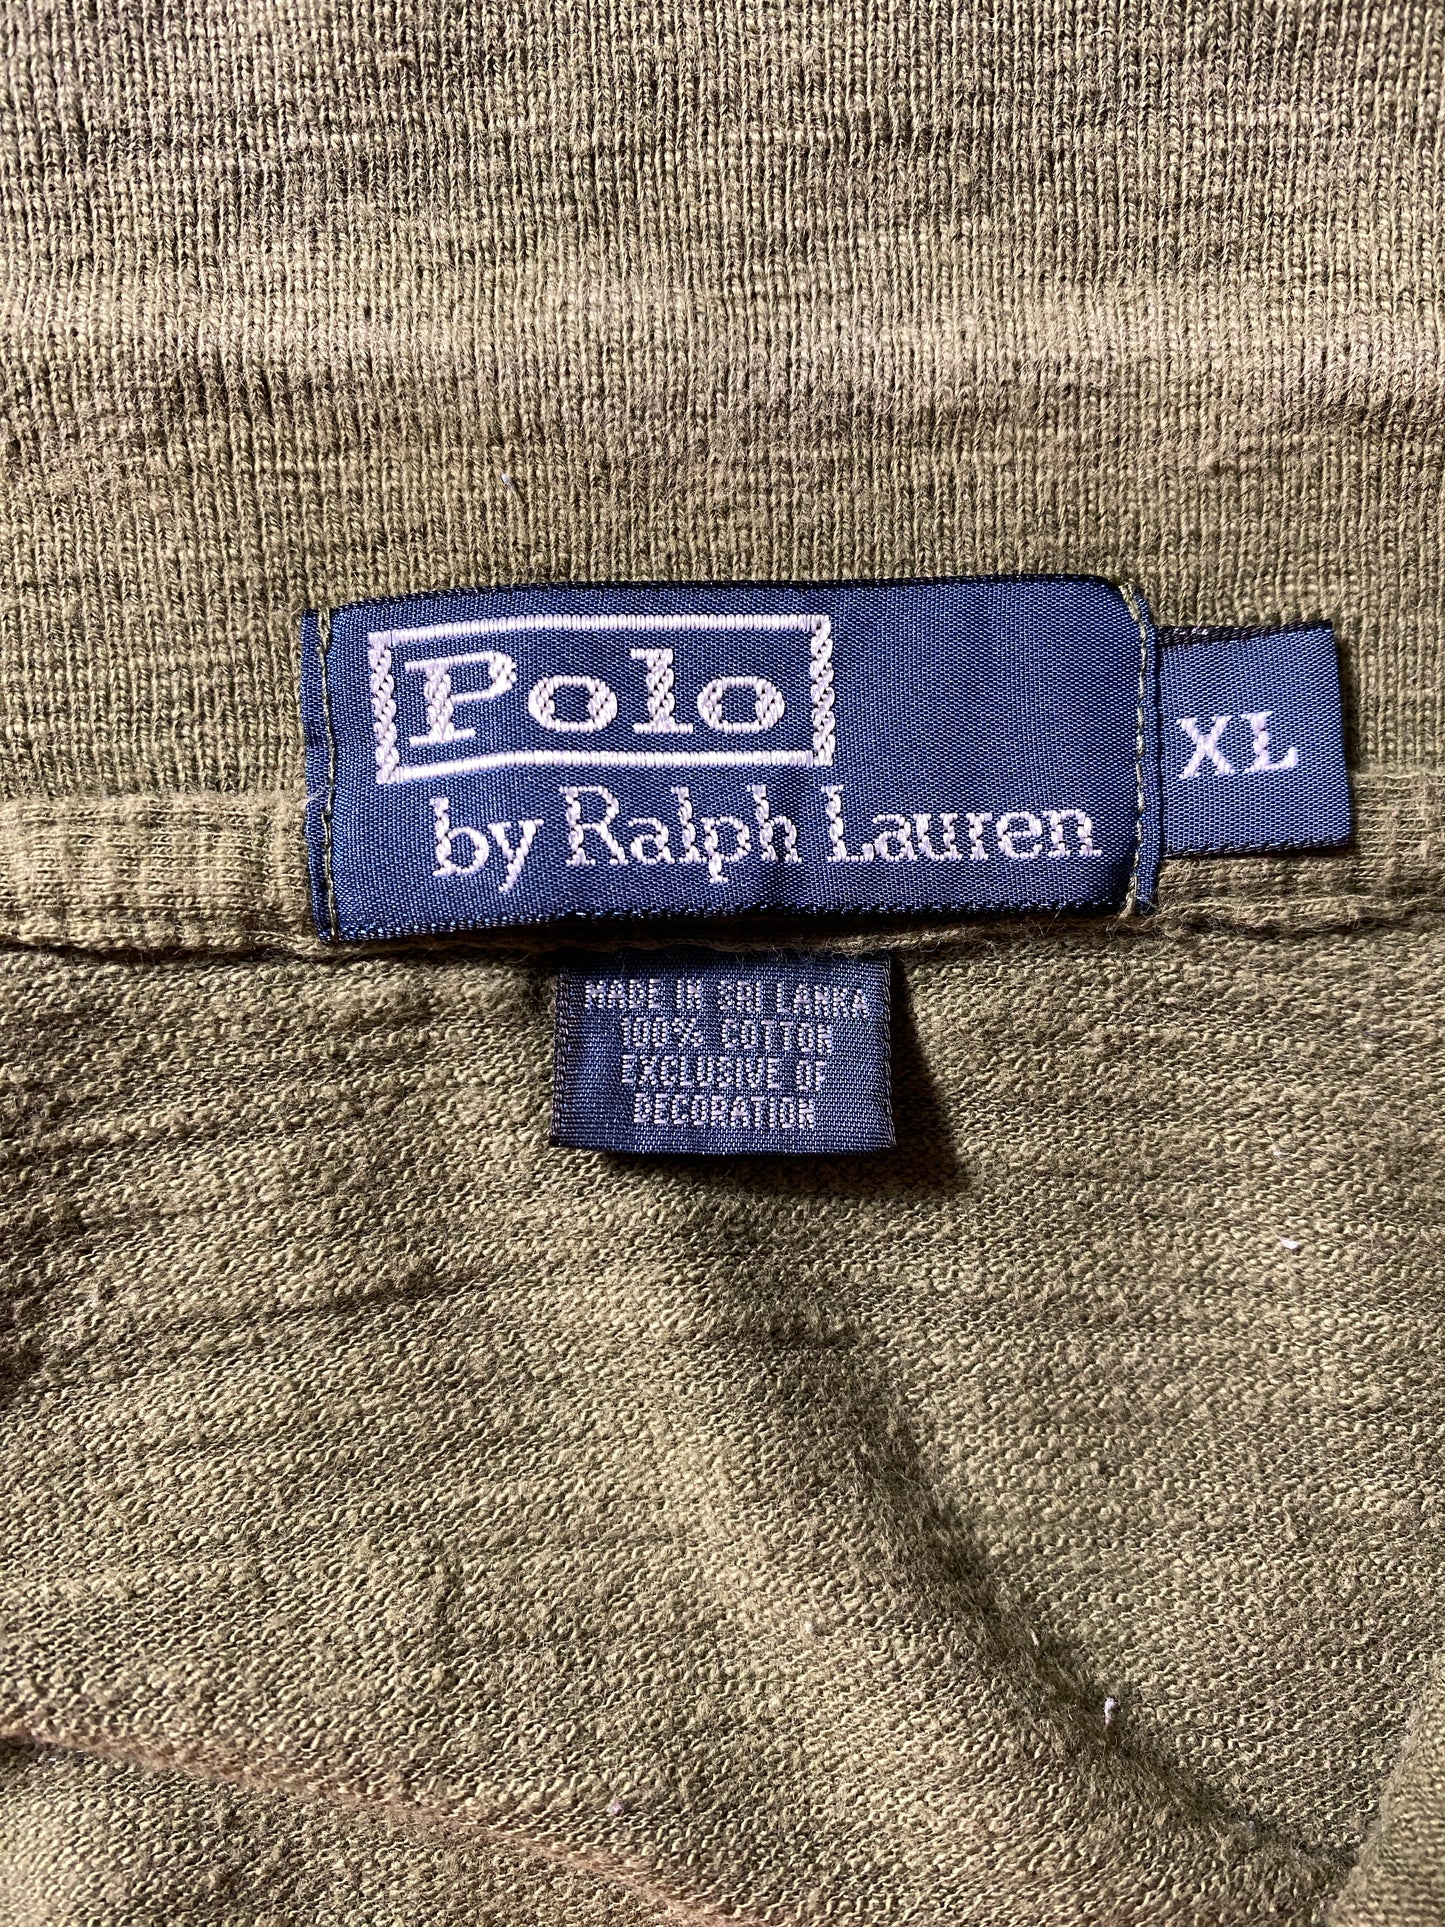 Polo
by Ralph Lauren
XL
MADE IN SRI LANKA
100% COTTON
EXCLUSIVE OF
DECORATION